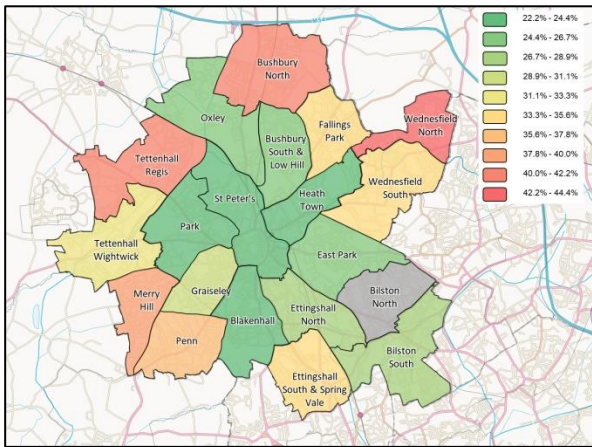 22.2% - 24.4%
24.4% - 26.7%
26.7% - 28.9%
28.9% - 31.1%
31.1% - 33.3%
33.3% - 35.6%
35.6% - 37.8%
37.8% - 40.0%
40.0% - 42.2%
42.2% - 44.4%
Bushbury
North
Oxley
Fallings
Park
Wednesfield
North
Bushbury
South &
Low Hill
Tettenhall
Regis
Wednesfield
South
St Peter's
Heath
Town
Park
Tettenhall
Wightwick
East Park
Merry
Hill
Graiseley
Bilston
North
Ettingshall
North
Blakenhall
Penn
Bilston
South
Ettingshall
South & Spring
Vale